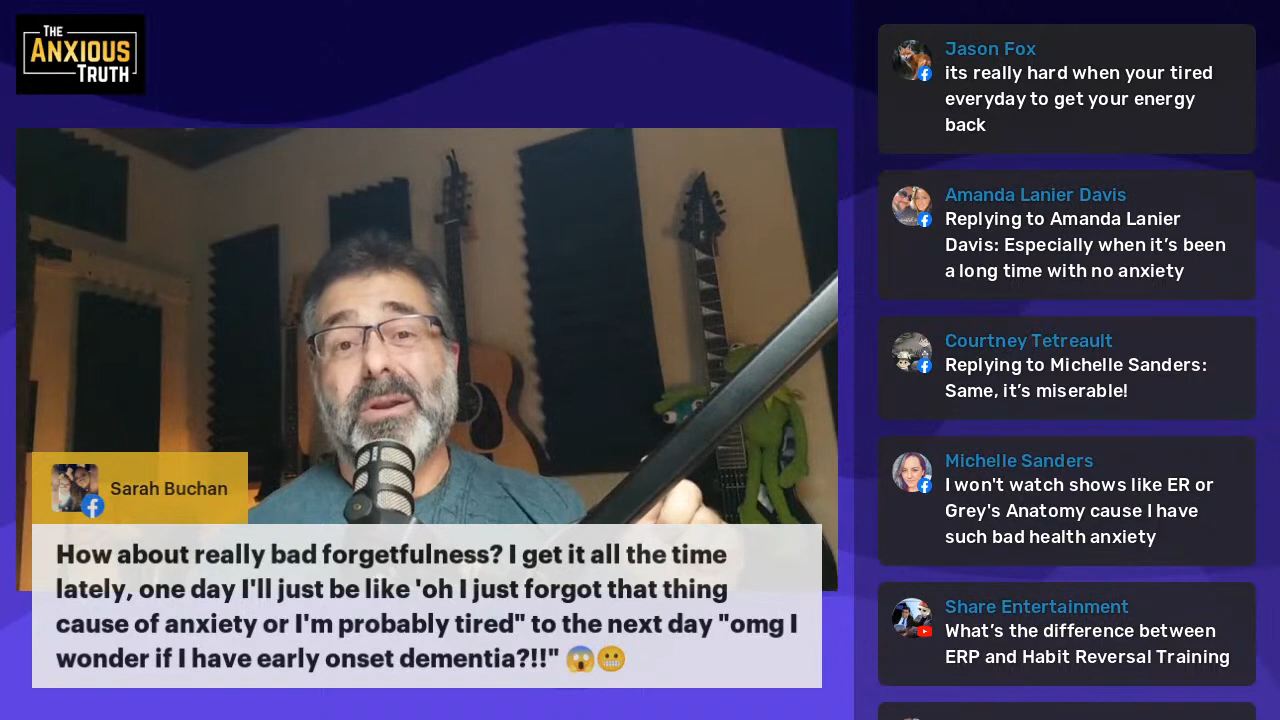 THE
ANXIOUS
TRUTH
Sarah Buchan
How about really bad forgetfulness? I get it all the time
lately, one day I'll just be like 'oh I just forgot that thing
cause of anxiety or I'm probably tired" to the next day "omg I
wonder if I have early onset dementia?!!" 😱😬
Jason Fox
its really hard when your tired
everyday to get your energy
back
Amanda Lanier Davis
Replying to Amanda Lanier
Davis: Especially when it’s been
a long time with no anxiety
Courtney Tetreault
Replying to Michelle Sanders:
Same, it’s miserable!
Michelle Sanders
I won't watch shows like ER or
Grey's Anatomy cause I have
such bad health anxiety
Share Entertainment
What’s the difference between
ERP and Habit Reversal Training